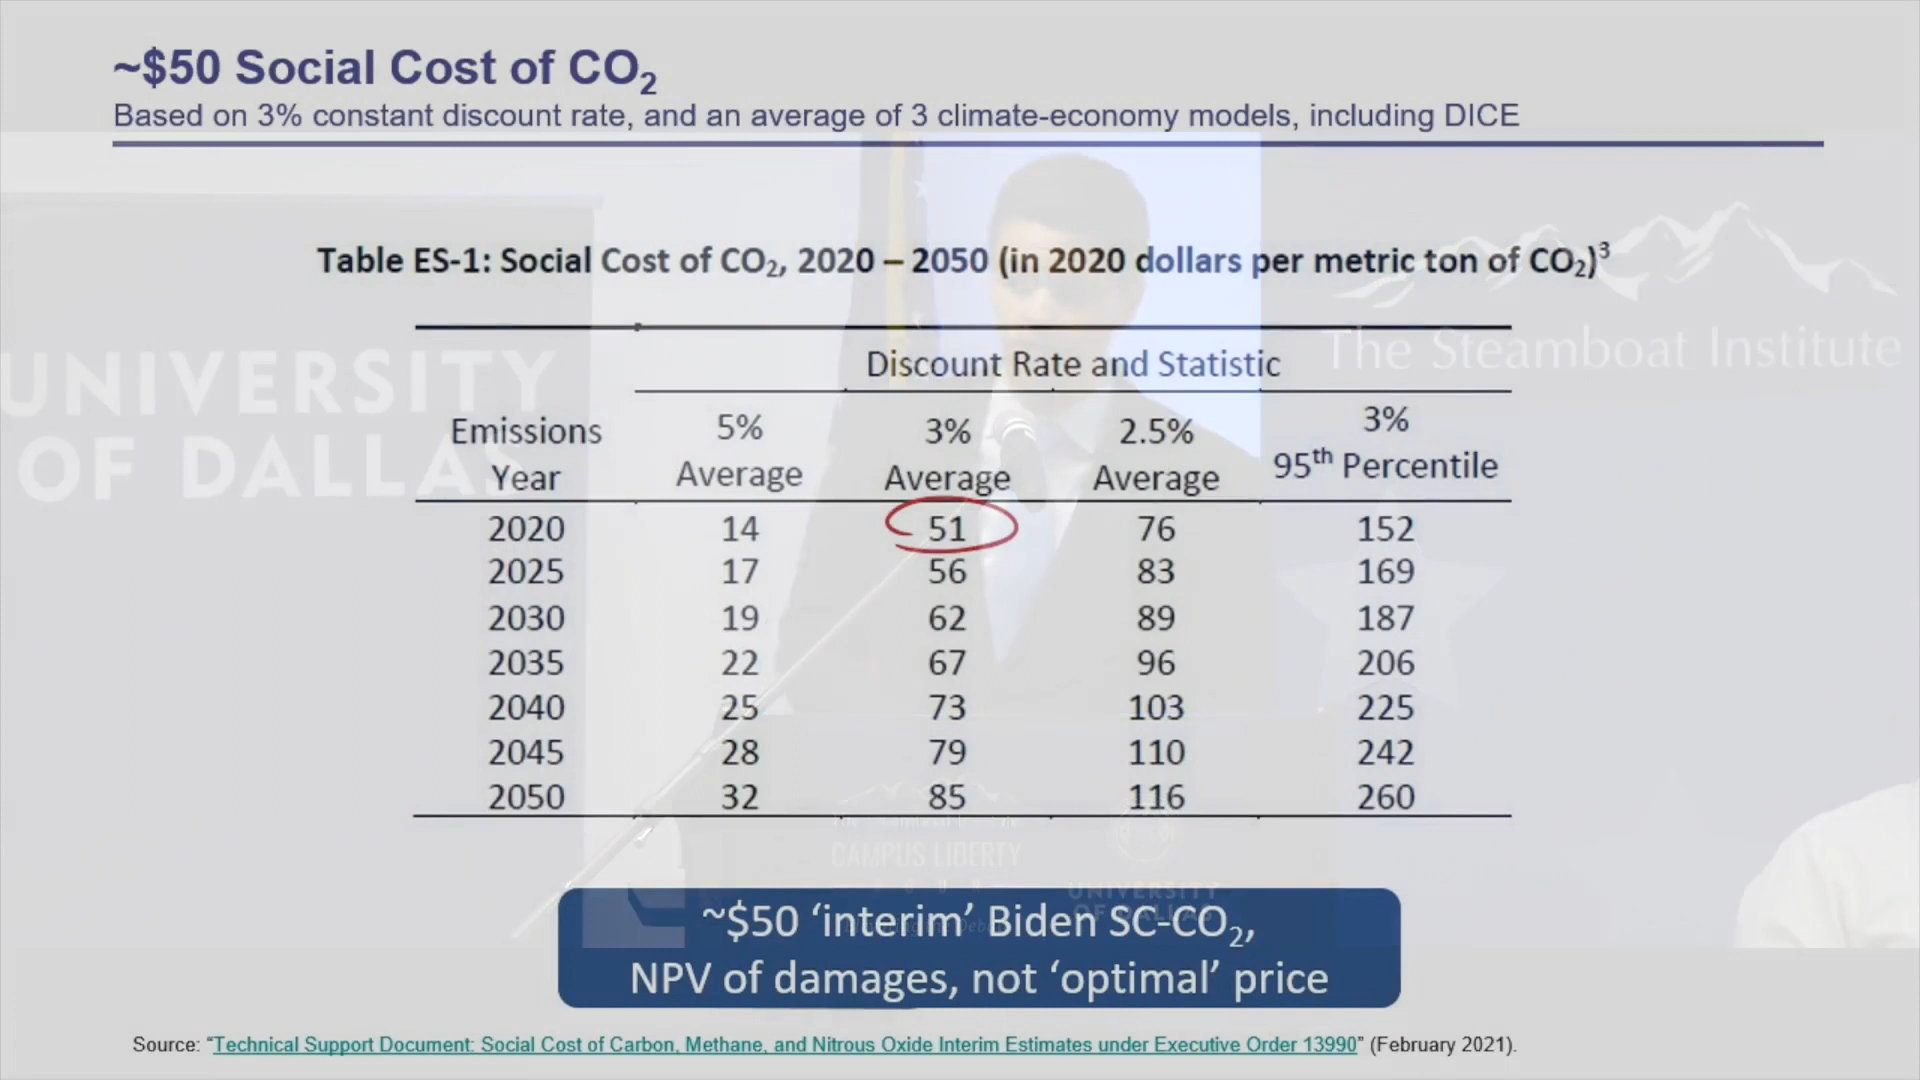 ~$50 Social Cost of CO₂
Based on 3% constant discount rate, and an average of 3 climate-economy models, including DICE
Table ES-1: Social Cost of CO₂, 2020 – 2050 (in 2020 dollars per metric ton of CO₂)³
The Steamboat Institute
UNIVERSITY
OF DALLAS
Discount Rate and Statistic
Emissions Year 5% Average 3% Average 2.5% Average 3% 95th Percentile
2020 14 51 76 152
2025 17 56 83 169
2030 19 62 89 187
2035 22 67 96 206
2040 25 73 103 225
2045 28 79 110 242
2050 32 85 116 260
CAMPUS LIBERTY
UNIVERSITY
OF DALLAS
~$50 ‘interim’ Biden SC-CO₂,
NPV of damages, not ‘optimal’ price
Source: “Technical Support Document: Social Cost of Carbon, Methane, and Nitrous Oxide Interim Estimates under Executive Order 13990” (February 2021).